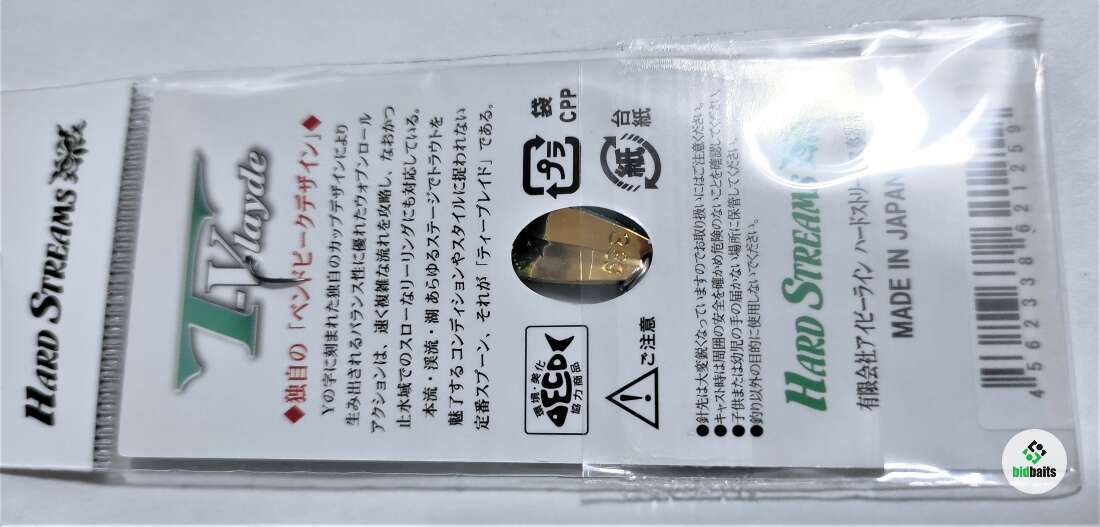 HARD STREAMS
T-Vlayde
◆独自の「ベンドピークデザイン」◆
Yの字に刻まれた独自のカップデザインにより
生み出されるバランス性に優れたウォブンロール
アクションは、速く複雑な流れを攻略し、なおかつ
止水域でのスローなリーリングにも対応している。
本流・渓流・湖 あらゆるステージでトラウトを
魅了するコンディションやスタイルに捉われない
定番スプーン、それが「ティーブレイド」である。
環境・美化
ECO
協力商品
プラ
袋
CPP
紙
台
紙
ご注意
●針先は大変鋭くなっていますのでお取り扱いにはご注意ください。
●キャスト時は周囲の安全を確かめ危険のないことを確認してください。
●子供または幼児の手の届かない場所に保管してください。
●釣り以外の目的に使用しないでください。
HARD STREAMS
有限会社アイビーライン ハードストリー
MADE IN JAPAN
4 562338 621259
bidbaits